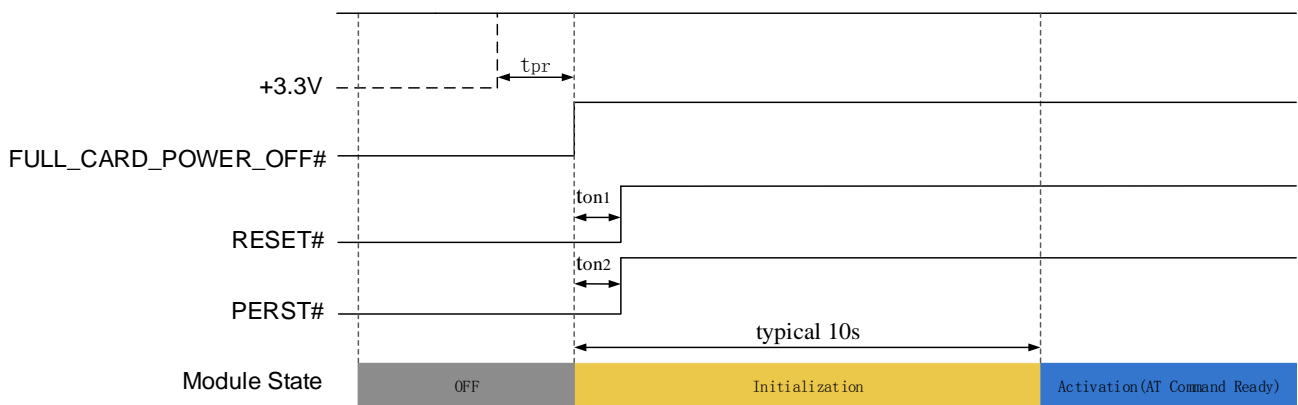 tpr
+3.3V
FULL_CARD_POWER_OFF#
ton1
RESET#
ton2
PERST#
typical 10s
Module State
OFF
Initialization
Activation(AT Command Ready)